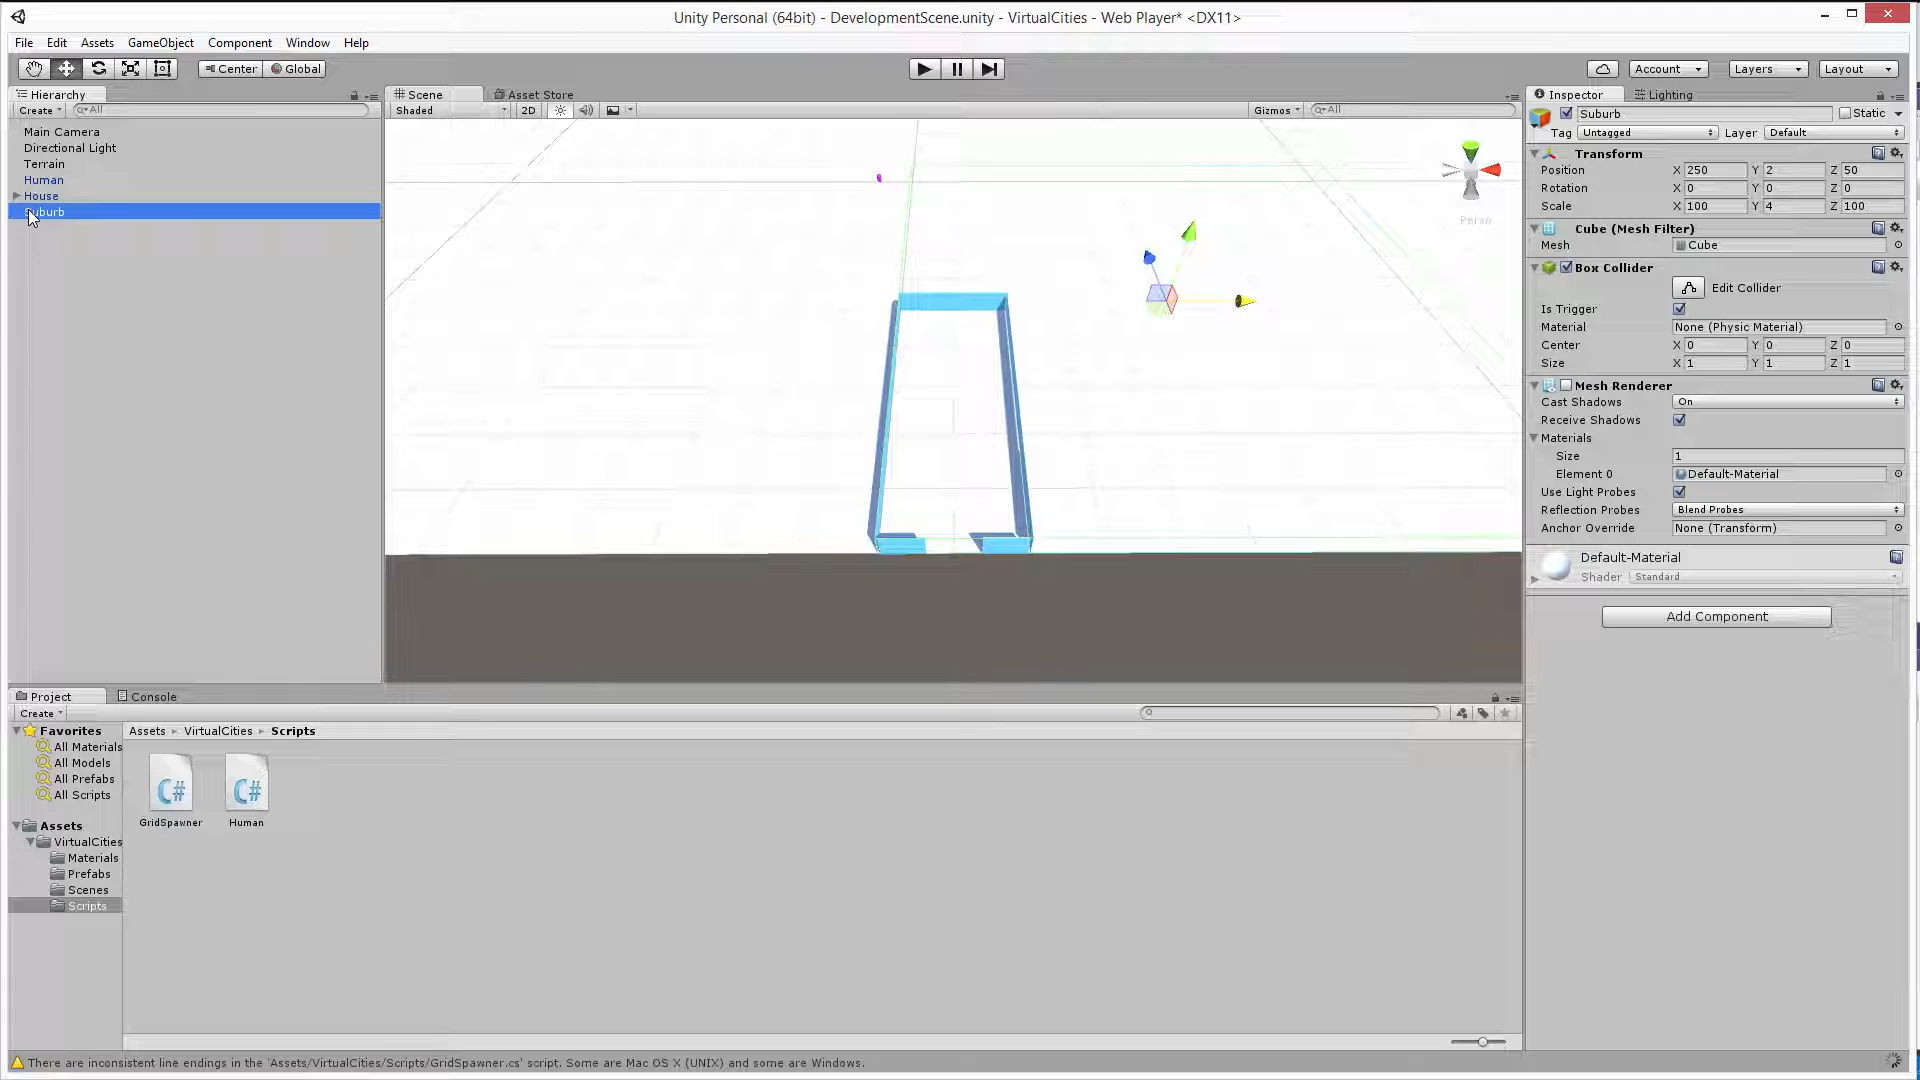 Unity Personal (64bit) - DevelopmentScene.unity - VirtualCities - Web Player* <DX11>
File Edit Assets GameObject Component Window Help
Center Global Account Layers Layout
Hierarchy
Create All
Main Camera
Directional Light
Terrain
Human
House
Suburb
Scene Asset Store
Shaded 2D Gizmos All
Persp
Inspector Lighting
Suburb Static
Tag Untagged Layer Default
Transform
Position X 250 Y 2 Z 50
Rotation X 0 Y 0 Z 0
Scale X 100 Y 4 Z 100
Cube (Mesh Filter)
Mesh Cube
Box Collider
Edit Collider
Is Trigger
Material None (Physic Material)
Center X 0 Y 0 Z 0
Size X 1 Y 1 Z 1
Mesh Renderer
Cast Shadows On
Receive Shadows
Materials
Size 1
Element 0 Default-Material
Use Light Probes
Reflection Probes Blend Probes
Anchor Override None (Transform)
Default-Material
Shader Standard
Add Component
Project Console
Create
Favorites
All Materials
All Models
All Prefabs
All Scripts
Assets
VirtualCities
Materials
Prefabs
Scenes
Scripts
Assets VirtualCities Scripts
C# C#
GridSpawner Human
There are inconsistent line endings in the 'Assets/VirtualCities/Scripts/GridSpawner.cs' script. Some are Mac OS X (UNIX) and some are Windows.